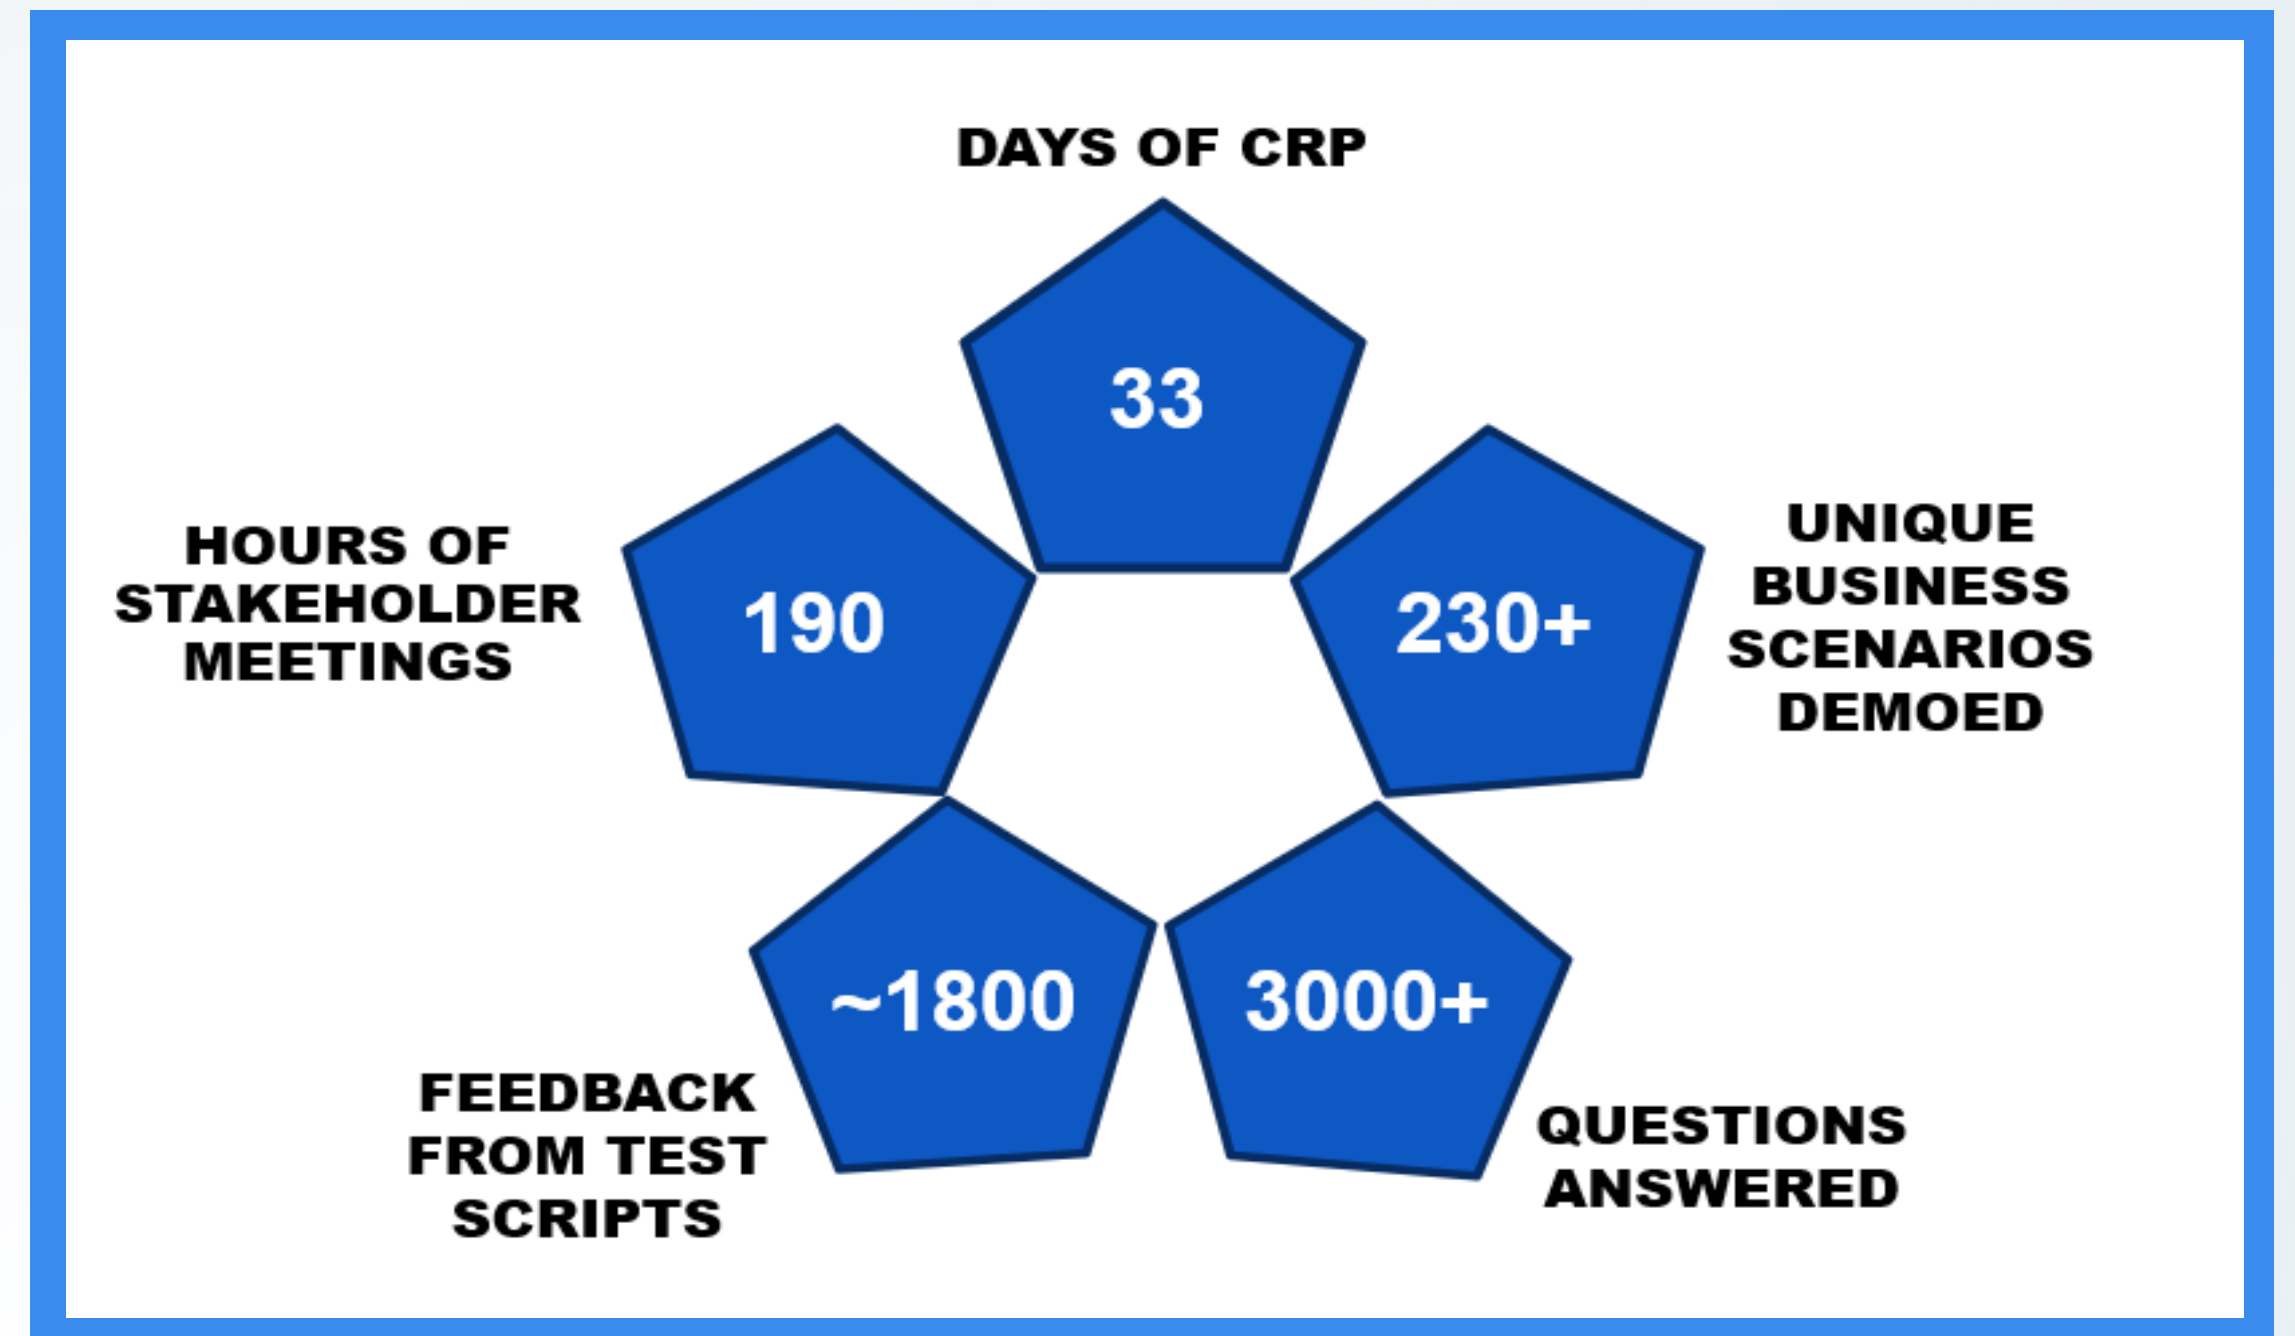 DAYS OF CRP
33
HOURS OF
STAKEHOLDER
MEETINGS
190
230+
UNIQUE
BUSINESS
SCENARIOS
DEMOED
~1800
3000+
FEEDBACK
FROM TEST
SCRIPTS
QUESTIONS
ANSWERED